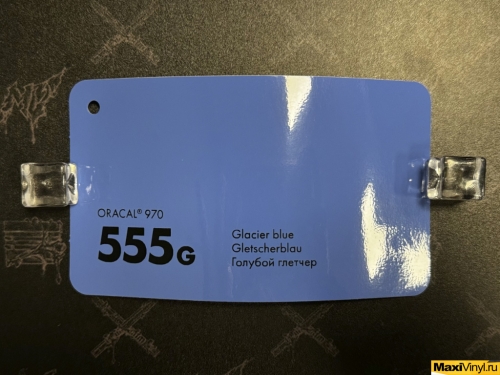 ORACAL® 970
555G
Glacier blue
Gletscherblau
Голубой глетчер
MaxiVinyl.ru